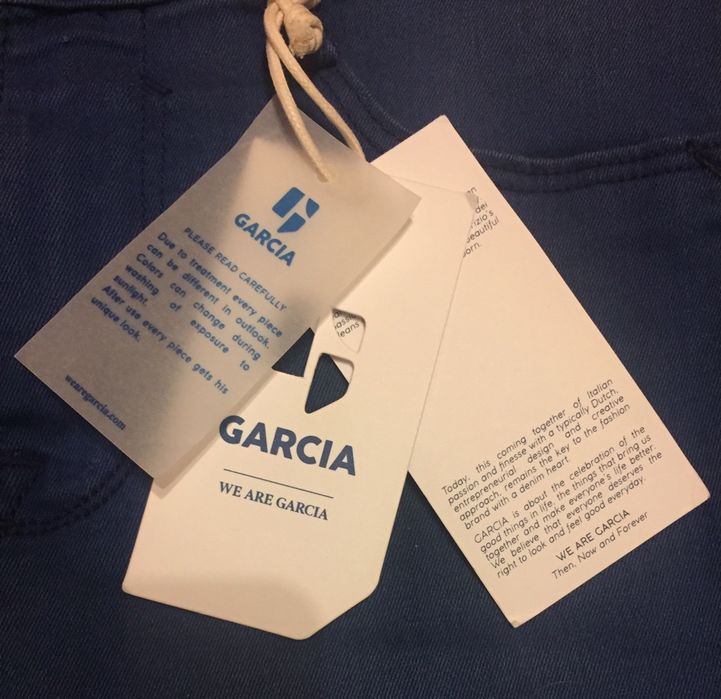 GARCIA
PLEASE READ CAREFULLY
Due to treatment every piece
can be different in outlook.
Colors can change during
washing of exposure to
sunlight.
After use every piece gets his
unique look.
wearegarcia.com
GARCIA
WE ARE GARCIA
beautiful
Today, this coming together of Italian
passion and finesse with a typically Dutch,
entrepreneurial design and creative
approach, remains the key to the fashion
brand with a denim heart.
GARCIA is about the celebration of the
good things in life, the things that bring us
together and make everyone's life better
We believe that everyone deserves the
right to look and feel good everyday.
WE ARE GARCIA
Then, Now and Forever